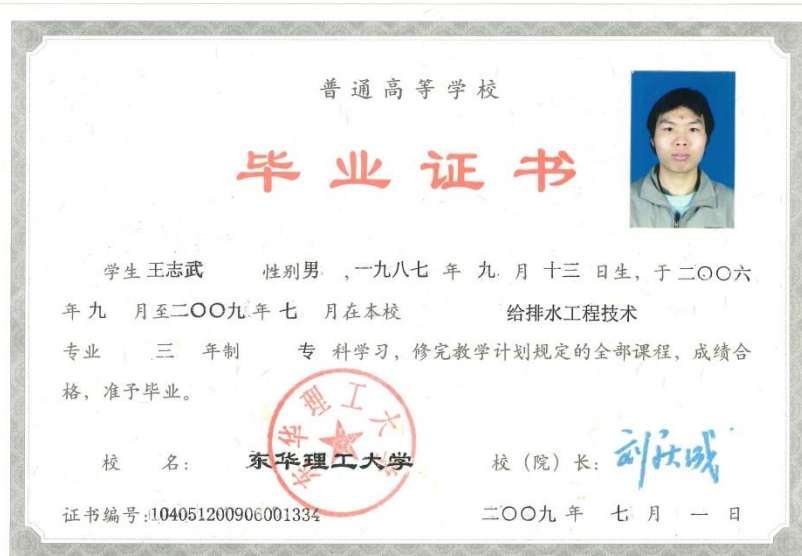 普通高等学校
毕业证书
学生 王志武 性别男 ,一九八七 年 九 月 十三 日生，于二〇〇六
年 九 月至二〇〇九 年 七 月在本校 给排水工程技术
专业 三 年制 专 科学习，修完教学计划规定的全部课程，成绩合
格，准予毕业。
东华理工大学
校 名： 东华理工大学 校（院）长：刘庆成
证书编号:104051200906001334 二〇〇九 年 七 月 一 日